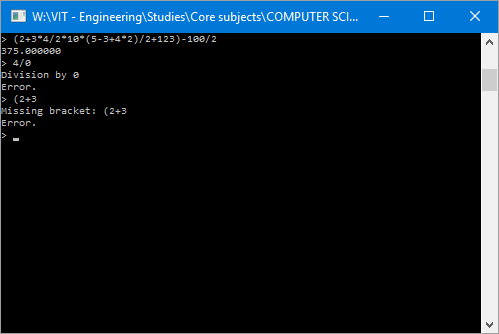 W:\VIT - Engineering\Studies\Core subjects\COMPUTER SCI...
> (2+3*4/2*10*(5-3+4*2)/2+123)-100/2
375.000000
> 4/0
Division by 0
Error.
> (2+3
Missing bracket: (2+3
Error.
>